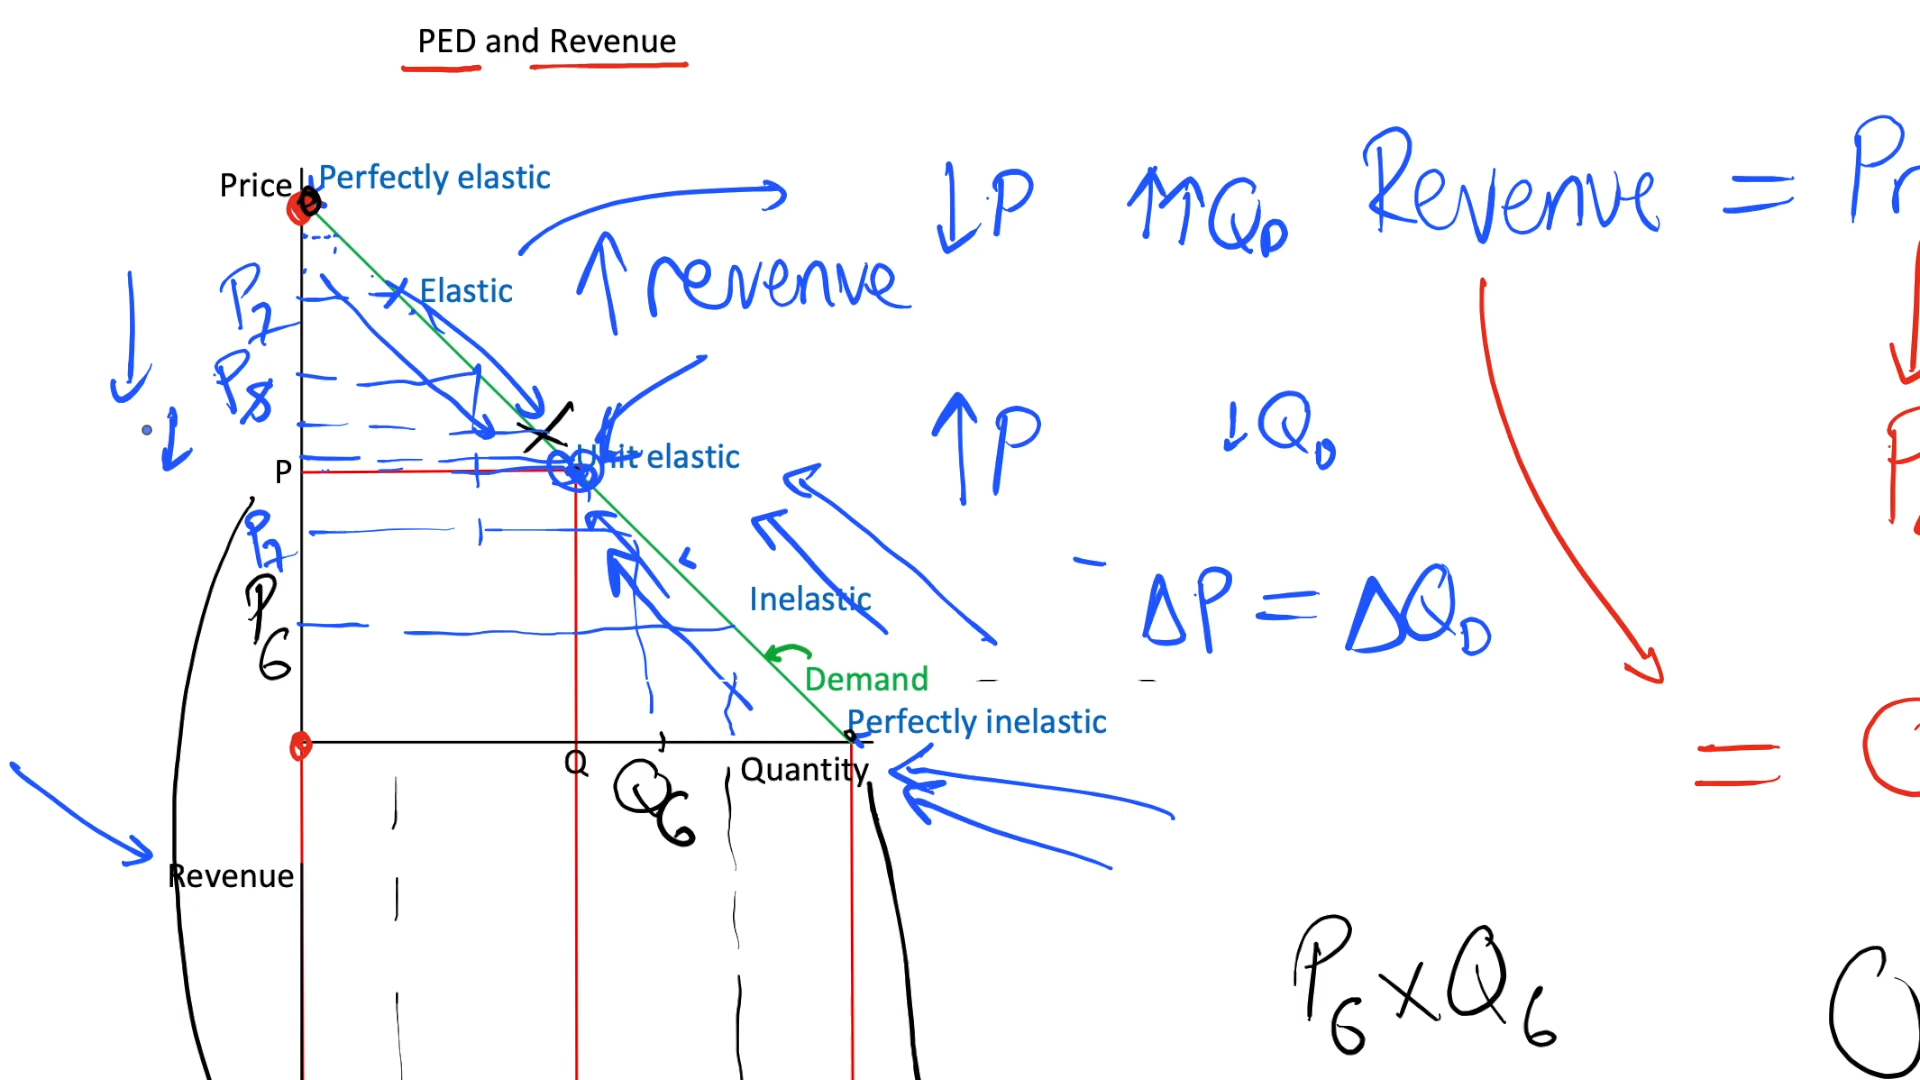 PED and Revenue
Price
Perfectly elastic
↓P ↑↑QD
Revenue = Pr
P7
Elastic
↑ revenue
P8
↑P ↓QD
P
Unit elastic
P7
P6
Inelastic
ΔP = ΔQD
Demand
Perfectly inelastic
=
Q
Q6
Quantity
Revenue
P6 × Q6